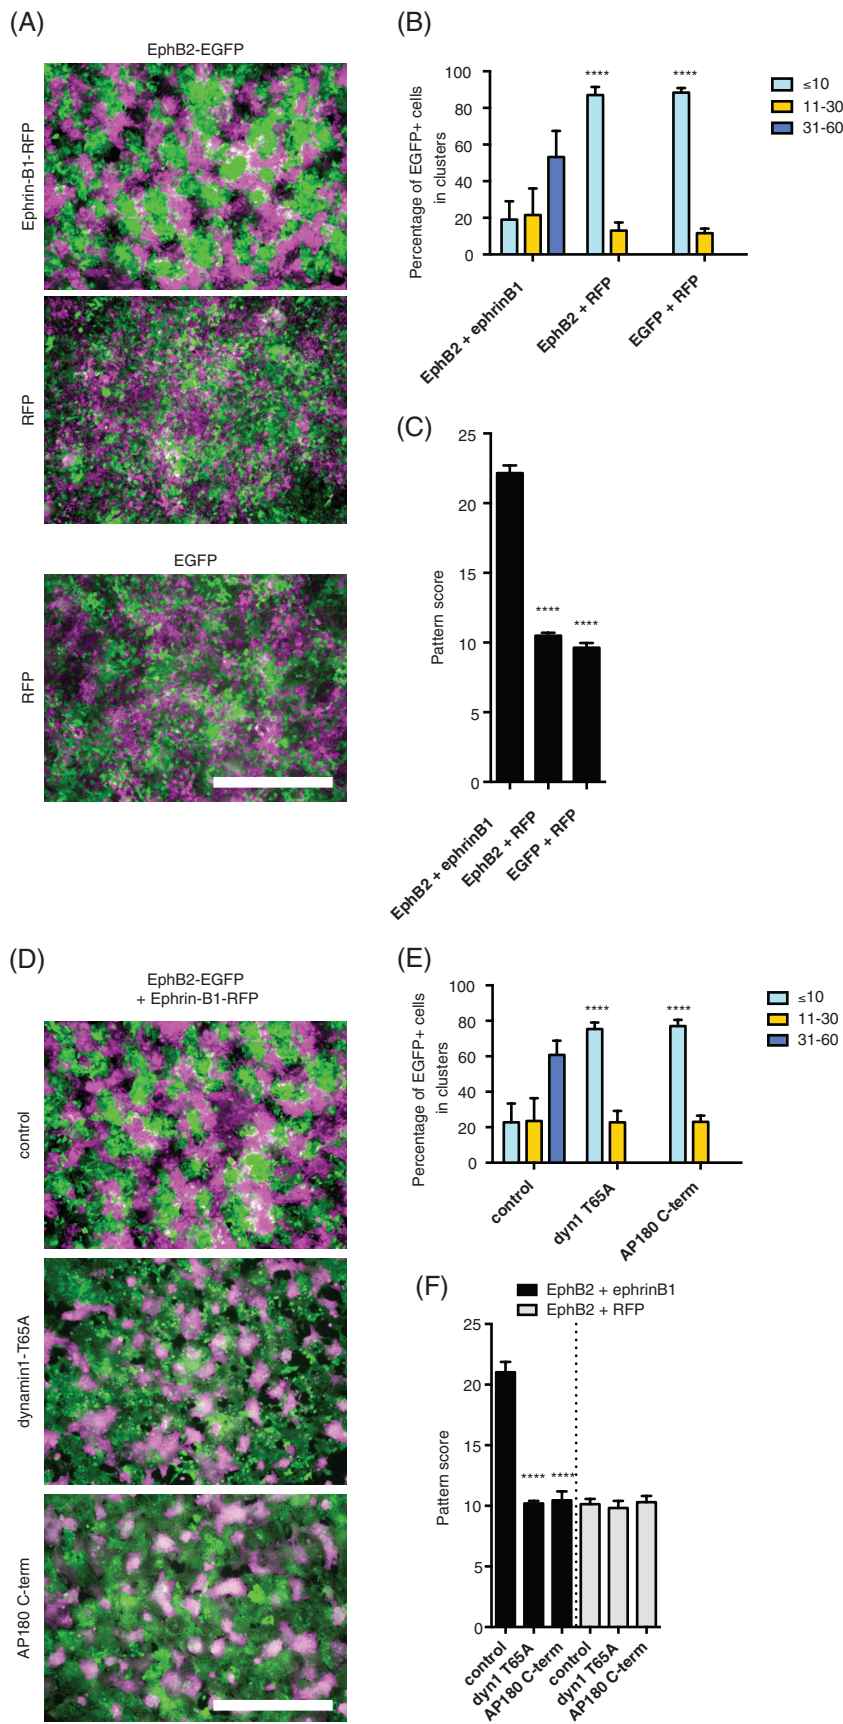 (A)
EphB2-EGFP
Ephrin-B1-RFP
RFP
EGFP
RFP
(B)
Percentage of EGFP+ cells
in clusters
100
80
60
40
20
0
****
****
≤10
11-30
31-60
EphB2 + ephrinB1
EphB2 + RFP
EGFP + RFP
(C)
Pattern score
25
20
15
10
5
0
****
****
EphB2 + ephrinB1
EphB2 + RFP
EGFP + RFP
(D)
EphB2-EGFP
+ Ephrin-B1-RFP
control
dynamin1-T65A
AP180 C-term
(E)
Percentage of EGFP+ cells
in clusters
100
80
60
40
20
0
****
****
≤10
11-30
31-60
control
dyn1 T65A
AP180 C-term
(F)
EphB2 + ephrinB1
EphB2 + RFP
Pattern score
25
20
15
10
5
0
****
****
control
dyn1 T65A
AP180 C-term
control
dyn1 T65A
AP180 C-term